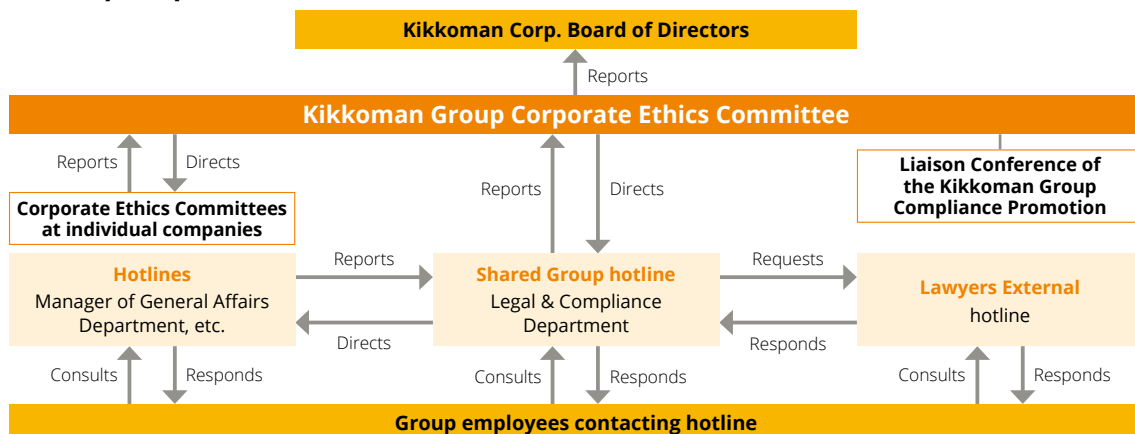 Kikkoman Corp. Board of Directors
Reports
Kikkoman Group Corporate Ethics Committee
Reports
Directs
Reports
Directs
Liaison Conference of
the Kikkoman Group
Compliance Promotion
Corporate Ethics Committees
at individual companies
Hotlines
Manager of General Affairs
Department, etc.
Reports
Directs
Shared Group hotline
Legal & Compliance
Department
Requests
Responds
Lawyers External
hotline
Consults
Responds
Consults
Responds
Consults
Responds
Group employees contacting hotline